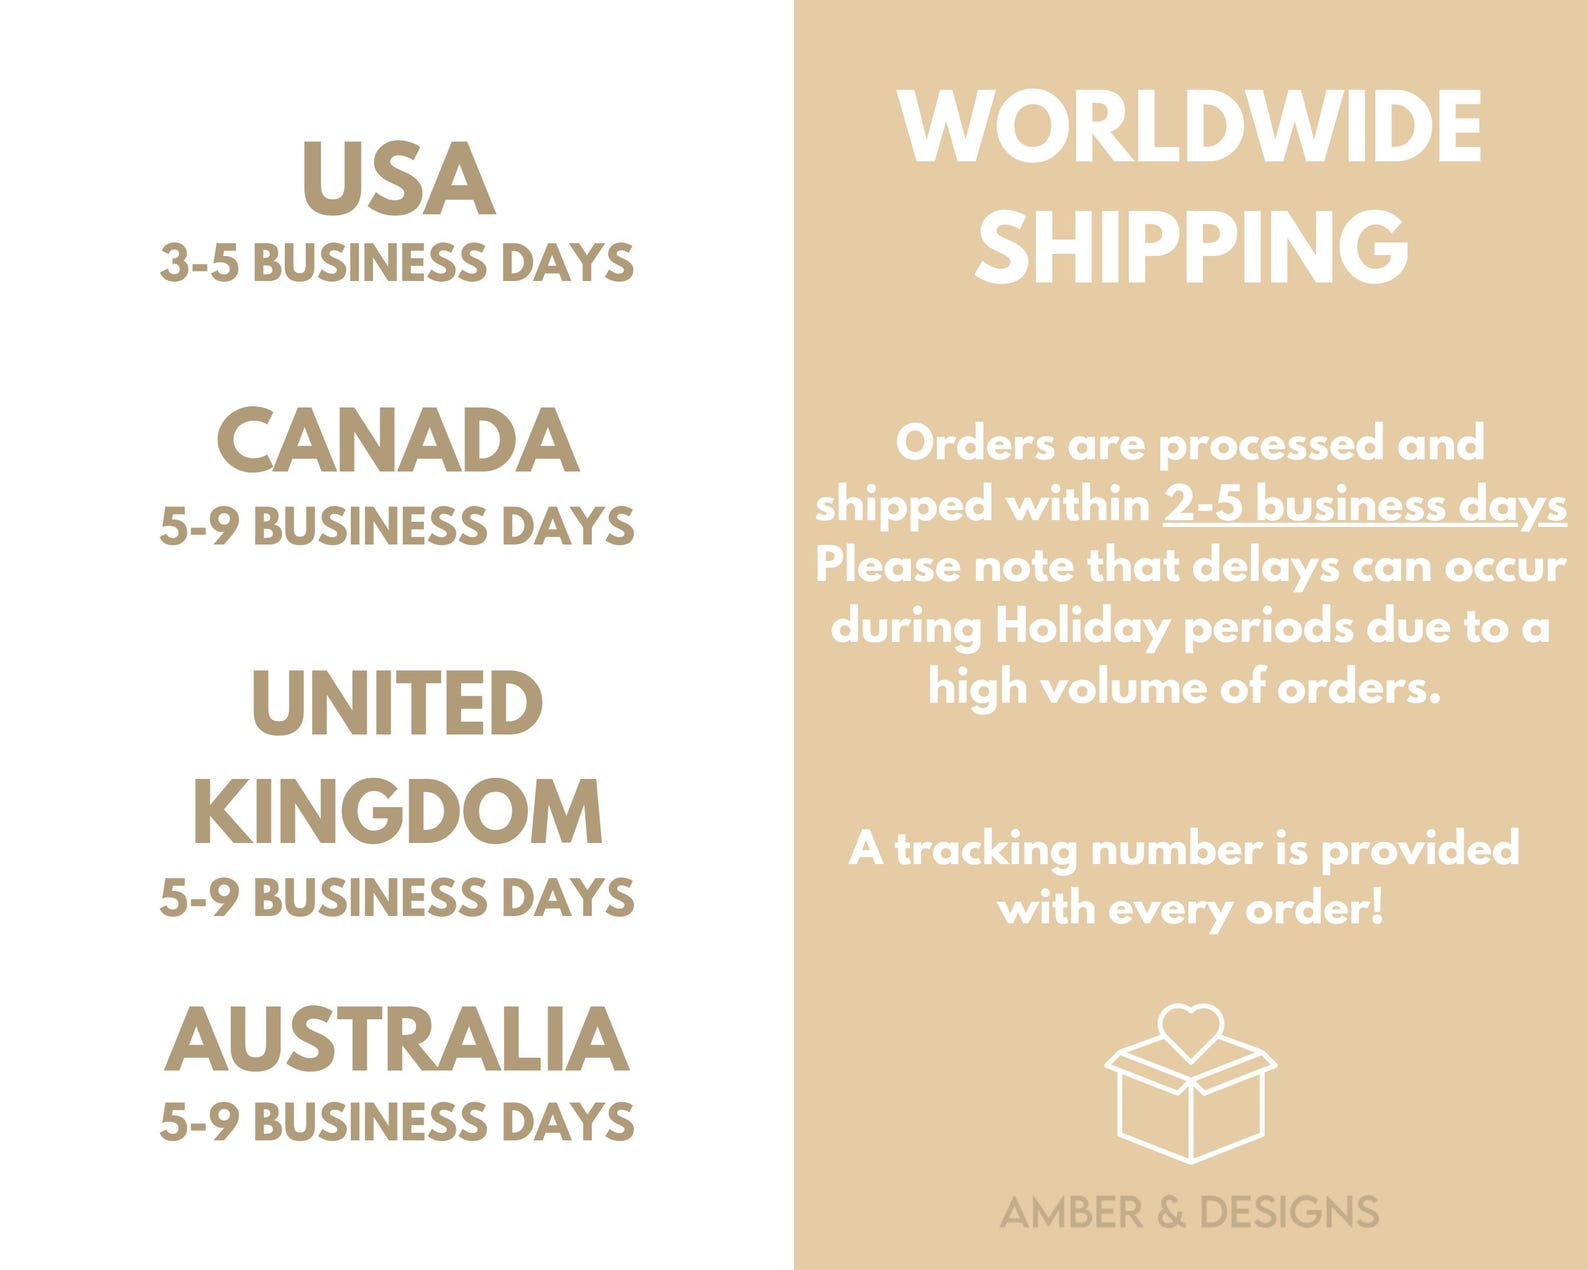 USA
3-5 BUSINESS DAYS
CANADA
5-9 BUSINESS DAYS
UNITED
KINGDOM
5-9 BUSINESS DAYS
AUSTRALIA
5-9 BUSINESS DAYS
WORLDWIDE
SHIPPING
Orders are processed and
shipped within 2-5 business days
Please note that delays can occur
during Holiday periods due to a
high volume of orders.
A tracking number is provided
with every order!
AMBER & DESIGNS